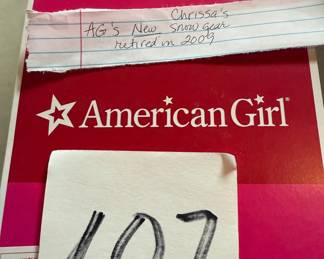 Chrissa's
AG's New Snow Gear
retired in 2009
American Girl®
107